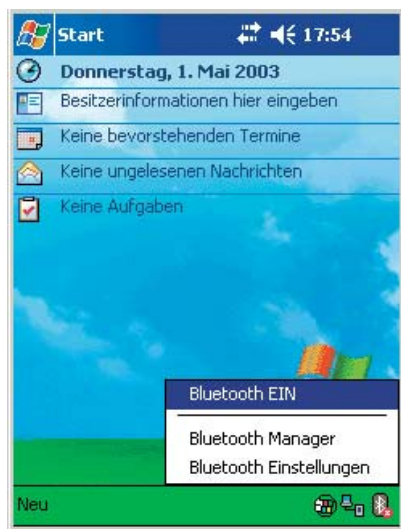 Start 17:54
Donnerstag, 1. Mai 2003
Besitzerinformationen hier eingeben
Keine bevorstehenden Termine
Keine ungelesenen Nachrichten
Keine Aufgaben
Bluetooth EIN
Bluetooth Manager
Bluetooth Einstellungen
Neu